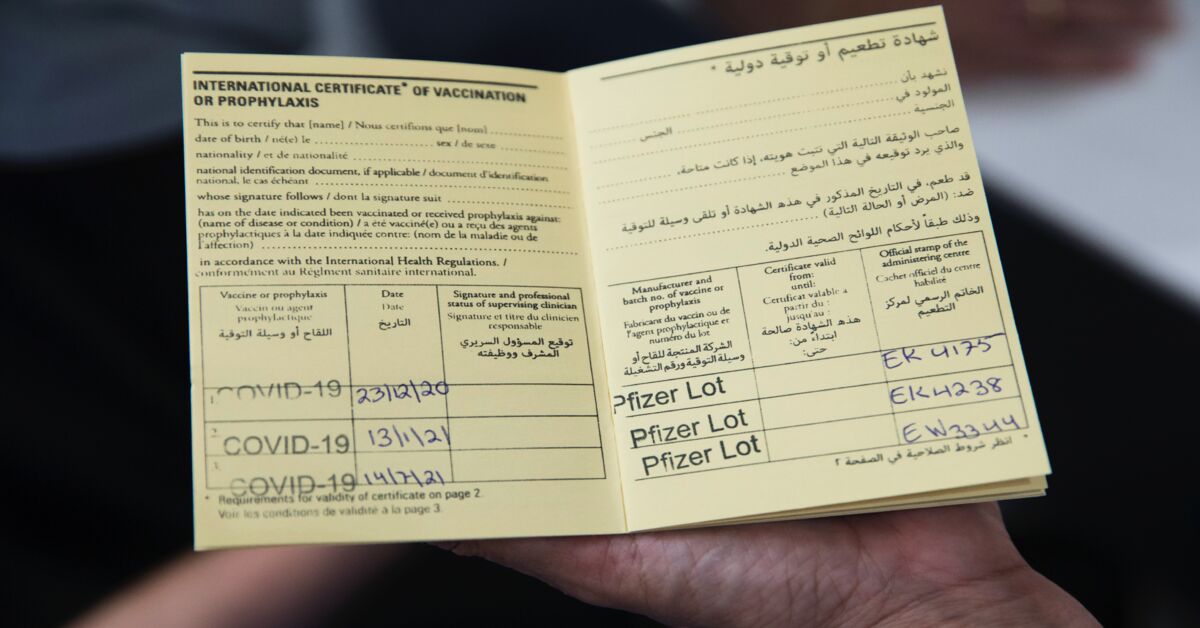 INTERNATIONAL CERTIFICATE* OF VACCINATION
OR PROPHYLAXIS
This is to certify that [name] / Nous certifions que [nom]
date of birth / né(e) le sex / de sexe
nationality / et de nationalité
national identification document, if applicable / document d'identification
national, le cas échéant
whose signature follows / dont la signature suit
has on the date indicated been vaccinated or received prophylaxis against:
(name of disease or condition) / a été vacciné(e) ou a reçu des agents
prophylactiques à la date indiquée contre: (nom de la maladie ou de
l'affection)
in accordance with the International Health Regulations. /
conformément au Règlment sanitaire international.
Vaccine or prophylaxis
Vaccin ou agent
prophylactique
اللقاح أو وسيلة التوقية
Date
Date
التاريخ
Signature and professional
status of supervising clinician
Signature et titre du clinicien
responsable
توقيع المسؤول السريري
المشرف ووظيفته
1. COVID-19 23/12/20
2. COVID-19 13/1/21
COVID-19 14/7/21
* Requirements for validity of certificate on page 2.
Voir les conditions de validité à la page 3.
شهادة تطعيم أو توقية دولية *
نشهد بأن
المولود في
الجنس الجنسية
صاحب الوثيقة التالية التي تثبت هويته، إذا كانت متاحة،
والذي يرد توقيعه في هذا الموضع
قد طعم، في التاريخ المذكور في هذه الشهادة أو تلقى وسيلة للتوقية
ضد: (المرض أو الحالة التالية)
وذلك طبقاً لأحكام اللوائح الصحية الدولية.
Manufacturer and
batch no. of vaccine or
prophylaxis
Fabricant du vaccin ou de
l'agent prophylactique et
numéro du lot
الشركة المنتجة للقاح أو
وسيلة التوقية ورقم التشغيلة
Certificate valid
from:
until:
Certificat valable à
partir du :
jusqu'au :
هذه الشهادة صالحة
ابتداء من:
حتى:
Official stamp of the
administering centre
Cachet officiel du centre
habilité
الخاتم الرسمي لمركز
التطعيم
Pfizer Lot EK 4175
Pfizer Lot EK4238
Pfizer Lot EW3344
* انظر شروط الصلاحية في الصفحة ٢